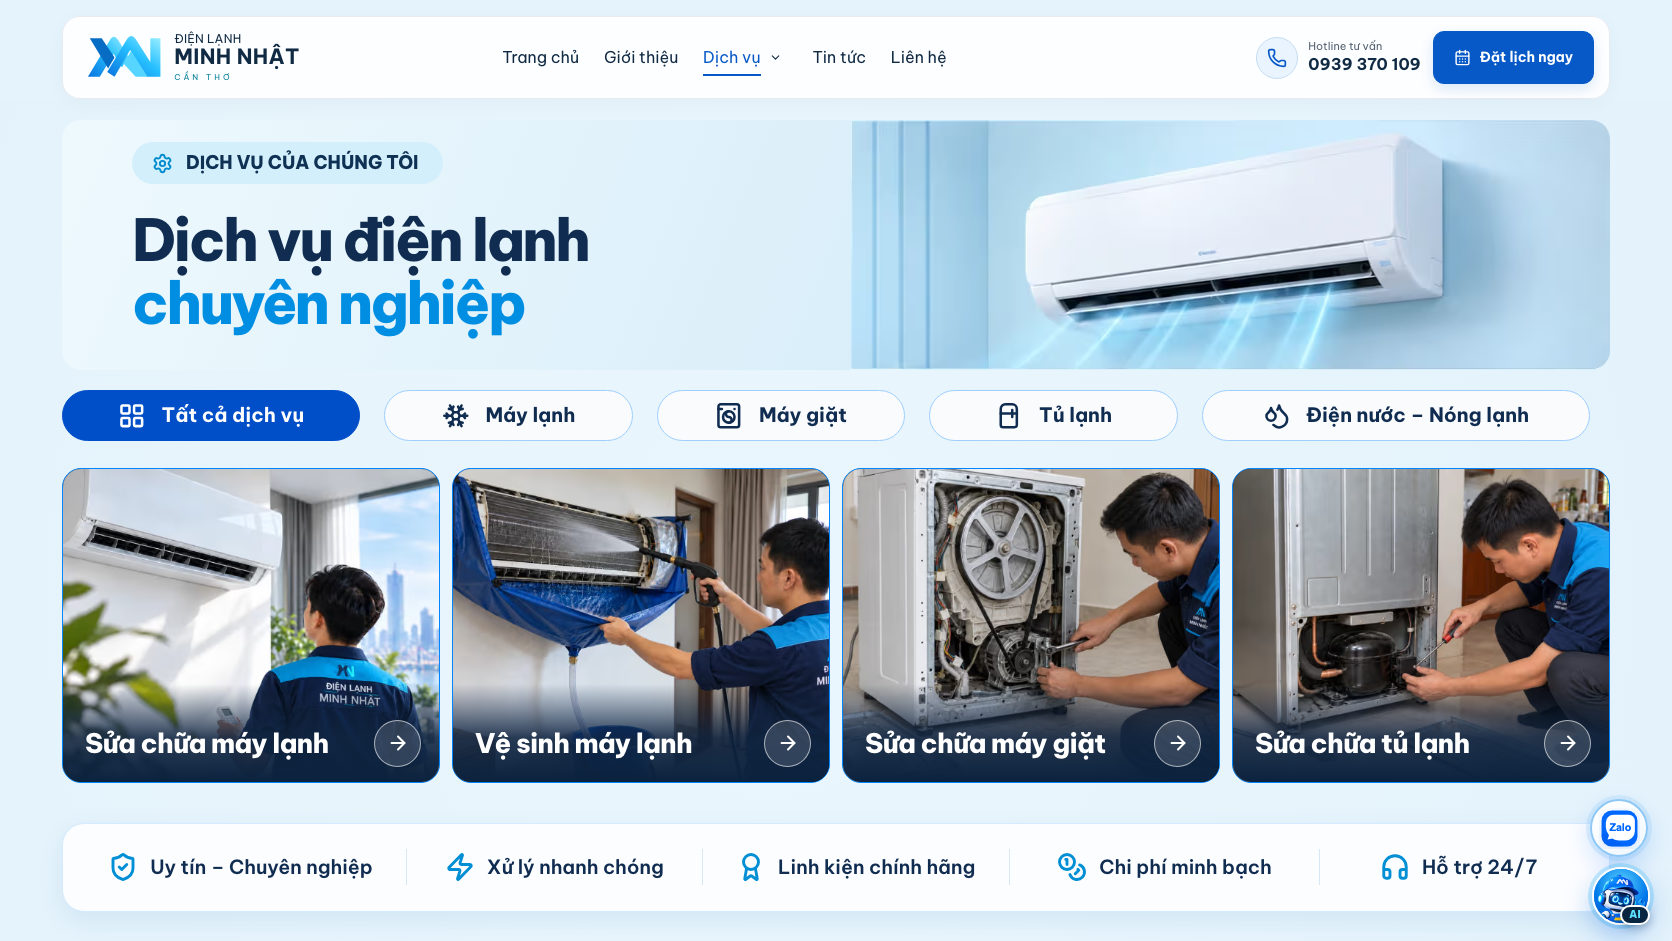 ĐIỆN LẠNH
MINH NHẬT
CẦN THƠ
Trang chủ
Giới thiệu
Dịch vụ
Tin tức
Liên hệ
Hotline tư vấn
0939 370 109
Đặt lịch ngay
DỊCH VỤ CỦA CHÚNG TÔI
Dịch vụ điện lạnh
chuyên nghiệp
Tất cả dịch vụ
Máy lạnh
Máy giặt
Tủ lạnh
Điện nước – Nóng lạnh
ĐIỆN LẠNH
MINH NHẬT
Sửa chữa máy lạnh
Vệ sinh máy lạnh
Sửa chữa máy giặt
Sửa chữa tủ lạnh
Uy tín – Chuyên nghiệp
Xử lý nhanh chóng
Linh kiện chính hãng
Chi phí minh bạch
Hỗ trợ 24/7
Zalo
AI